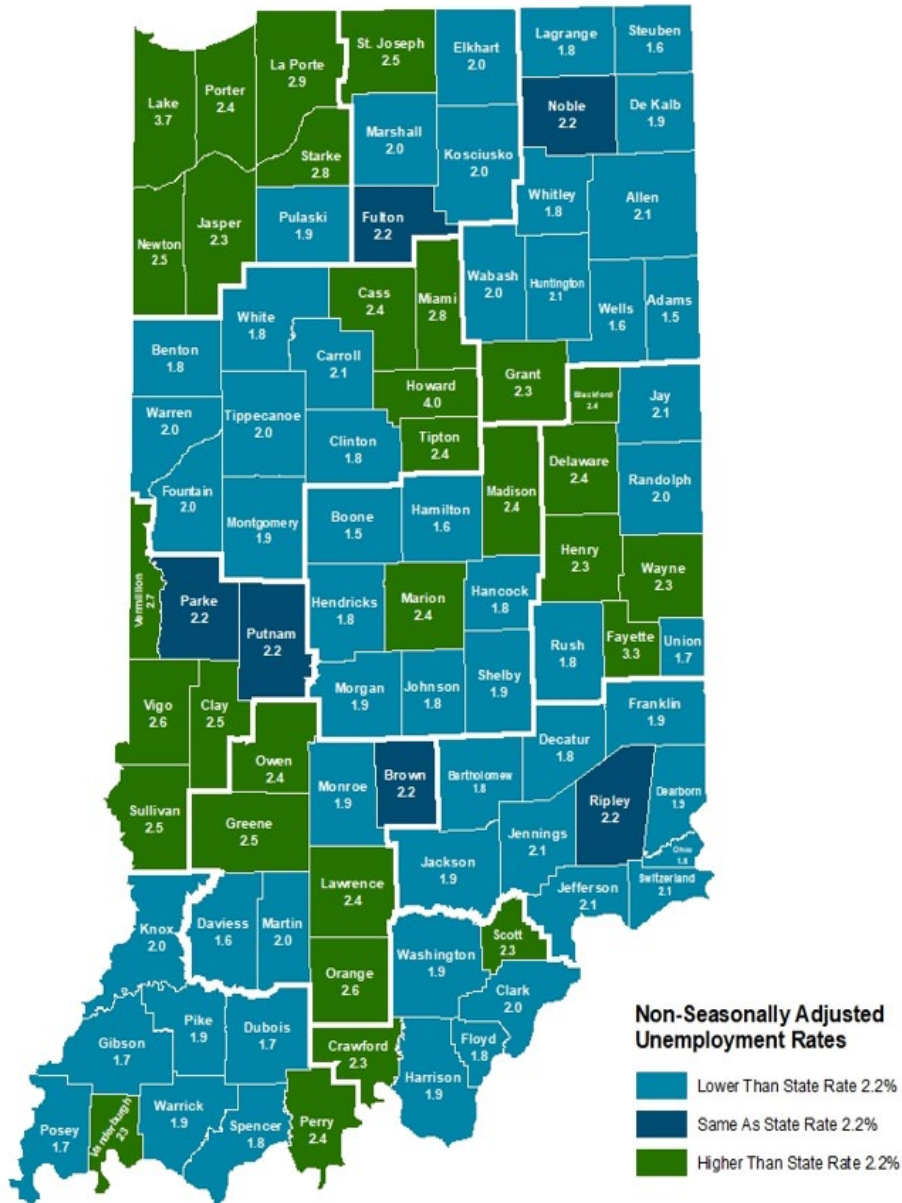 St. Joseph
2.5
Elkhart
2.0
Lagrange
1.8
Steuben
1.6
La Porte
2.9
Porter
2.4
Lake
3.7
Noble
2.2
De Kalb
1.9
Marshall
2.0
Kosciusko
2.0
Starke
2.8
Whitley
1.8
Allen
2.1
Newton
2.5
Jasper
2.3
Pulaski
1.9
Fulton
2.2
Wabash
2.0
Huntington
2.1
Wells
1.6
Adams
1.5
White
1.8
Cass
2.4
Miami
2.8
Benton
1.8
Carroll
2.1
Howard
4.0
Grant
2.3
Blackford
2.4
Jay
2.1
Warren
2.0
Tippecanoe
2.0
Clinton
1.8
Tipton
2.4
Fountain
2.0
Montgomery
1.9
Boone
1.5
Hamilton
1.6
Madison
2.4
Delaware
2.4
Randolph
2.0
Vermillion
2.7
Parke
2.2
Putnam
2.2
Hendricks
1.8
Marion
2.4
Hancock
1.8
Henry
2.3
Wayne
2.3
Rush
1.8
Fayette
3.3
Union
1.7
Vigo
2.6
Clay
2.5
Morgan
1.9
Johnson
1.8
Shelby
1.9
Franklin
1.9
Owen
2.4
Monroe
1.9
Brown
2.2
Bartholomew
1.8
Decatur
1.8
Ripley
2.2
Dearborn
1.9
Sullivan
2.5
Greene
2.5
Jackson
1.9
Jennings
2.1
Ohio
Switzerland
2.1
Jefferson
2.1
Knox
2.0
Daviess
1.6
Martin
2.0
Lawrence
2.4
Orange
2.6
Washington
1.9
Scott
2.3
Clark
2.0
Gibson
1.7
Pike
1.9
Dubois
1.7
Crawford
2.3
Harrison
1.9
Floyd
1.8
Posey
1.7
Vanderburgh
23
Warrick
1.9
Spencer
1.8
Perry
2.4
Non-Seasonally Adjusted
Unemployment Rates
Lower Than State Rate 2.2%
Same As State Rate 2.2%
Higher Than State Rate 2.2%